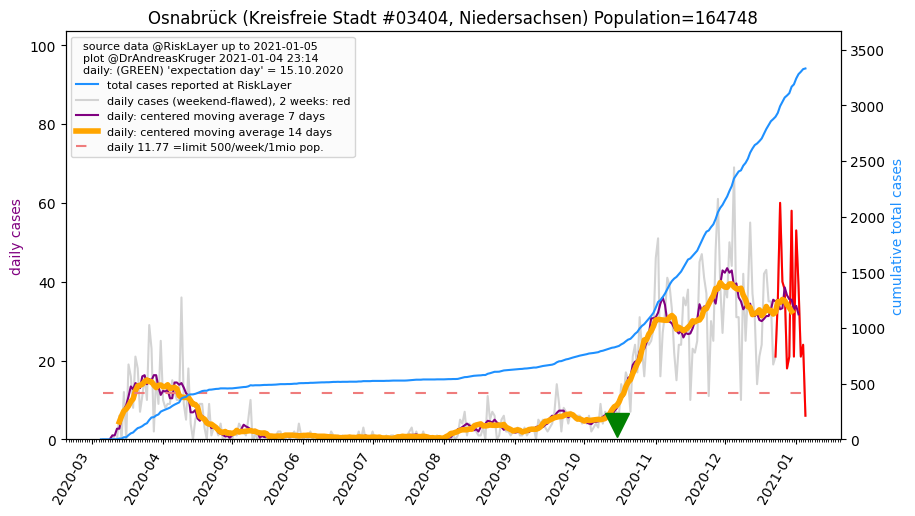 Osnabrück (Kreisfreie Stadt #03404, Niedersachsen) Population=164748
source data @RiskLayer up to 2021-01-05
plot @DrAndreasKruger 2021-01-04 23:14
daily: (GREEN) 'expectation day' = 15.10.2020
total cases reported at RiskLayer
daily cases (weekend-flawed), 2 weeks: red
daily: centered moving average 7 days
daily: centered moving average 14 days
daily 11.77 =limit 500/week/1mio pop.
daily cases
100
80
60
40
20
0
cumulative total cases
3500
3000
2500
2000
1500
1000
500
0
2020-03
2020-04
2020-05
2020-06
2020-07
2020-08
2020-09
2020-10
2020-11
2020-12
2021-01